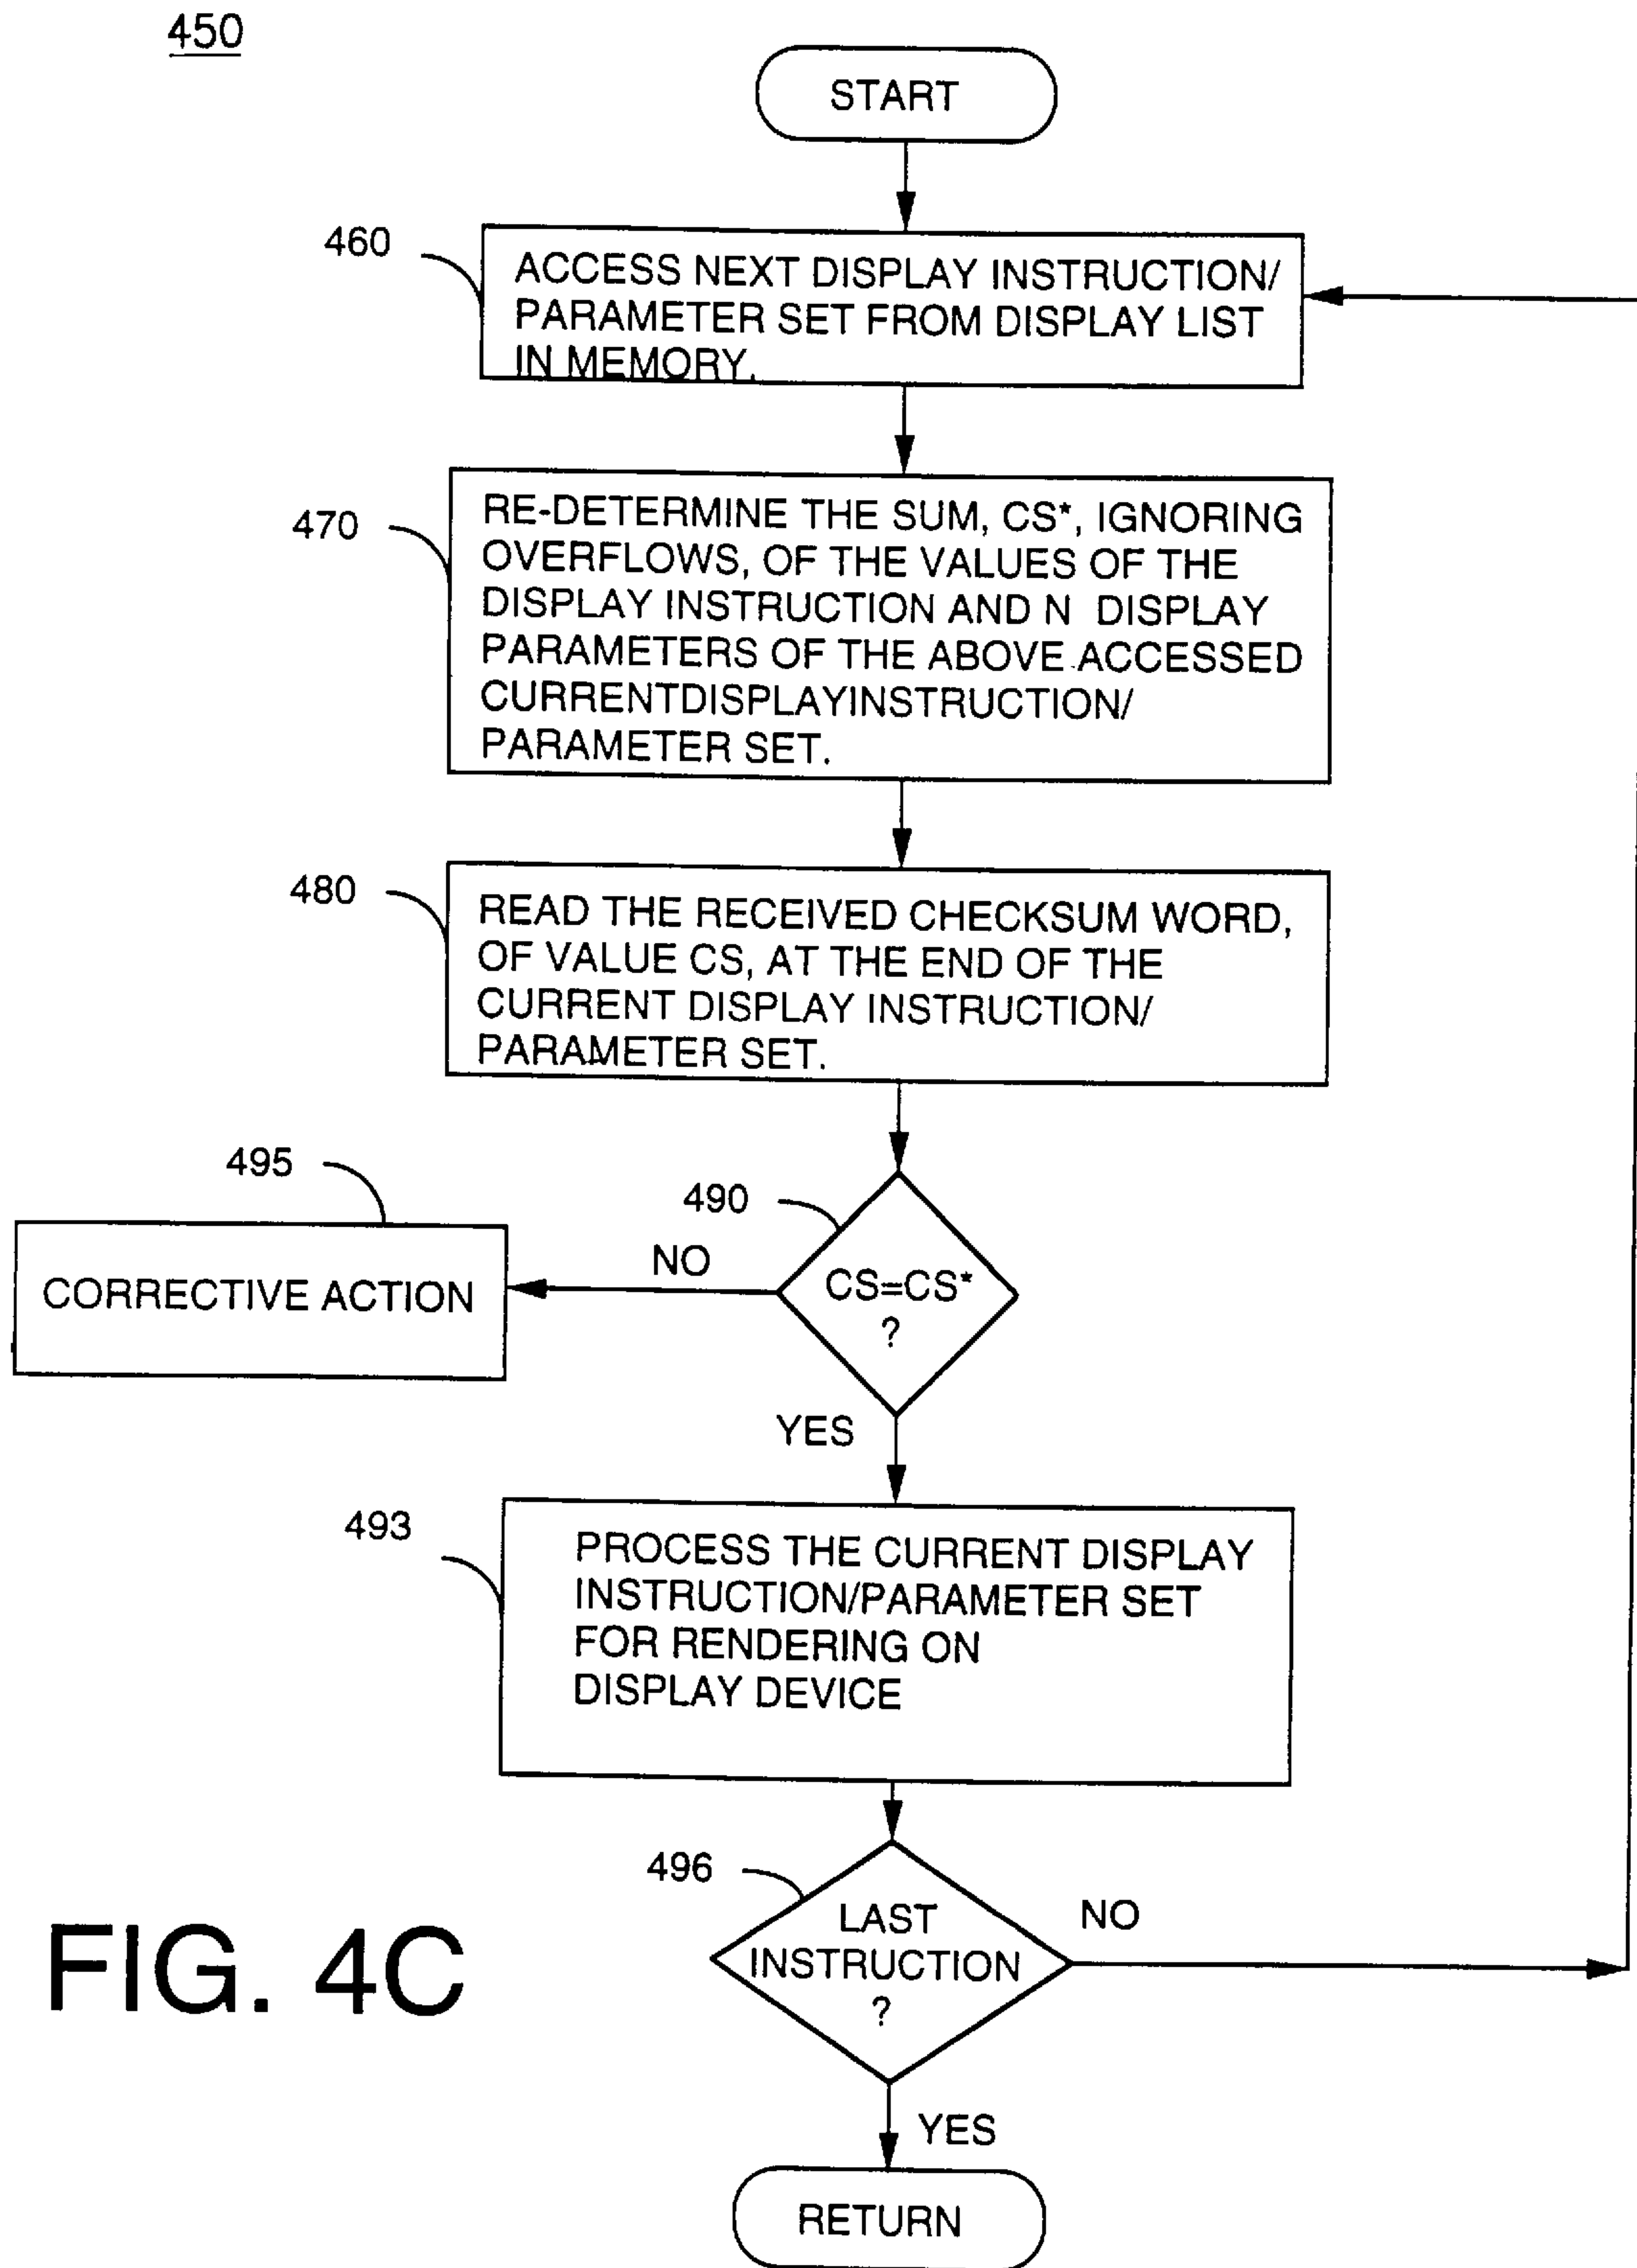 450
START
460
ACCESS NEXT DISPLAY INSTRUCTION/
PARAMETER SET FROM DISPLAY LIST
IN MEMORY.
470
RE-DETERMINE THE SUM, CS*, IGNORING
OVERFLOWS, OF THE VALUES OF THE
DISPLAY INSTRUCTION AND N DISPLAY
PARAMETERS OF THE ABOVE ACCESSED
CURRENTDISPLAYINSTRUCTION/
PARAMETER SET.
480
READ THE RECEIVED CHECKSUM WORD,
OF VALUE CS, AT THE END OF THE
CURRENT DISPLAY INSTRUCTION/
PARAMETER SET.
495
490
NO
CORRECTIVE ACTION
CS=CS*
?
YES
493
PROCESS THE CURRENT DISPLAY
INSTRUCTION/PARAMETER SET
FOR RENDERING ON
DISPLAY DEVICE
496
LAST
INSTRUCTION
?
NO
FIG. 4C
YES
RETURN